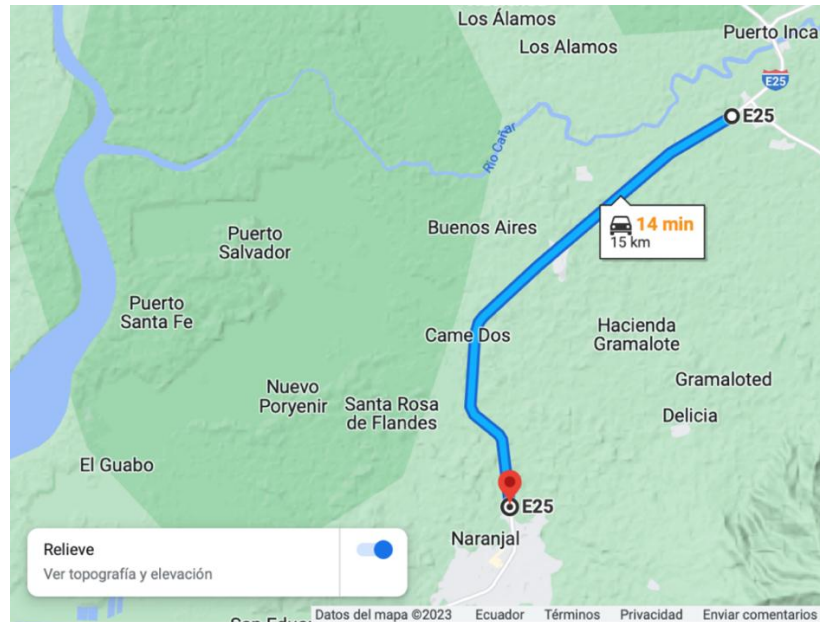 Los Álamos
Los Alamos
Puerto Inca
E25
E25
Río Cañar
14 min
15 km
Buenos Aires
Puerto
Salvador
Puerto
Santa Fe
Came Dos
Hacienda
Gramalote
Gramaloted
Nuevo
Poryenir
Santa Rosa
de Flandes
Delicia
El Guabo
E25
Naranjal
Relieve
Ver topografía y elevación
San
Datos del mapa ©2023 Ecuador Términos Privacidad Enviar comentarios